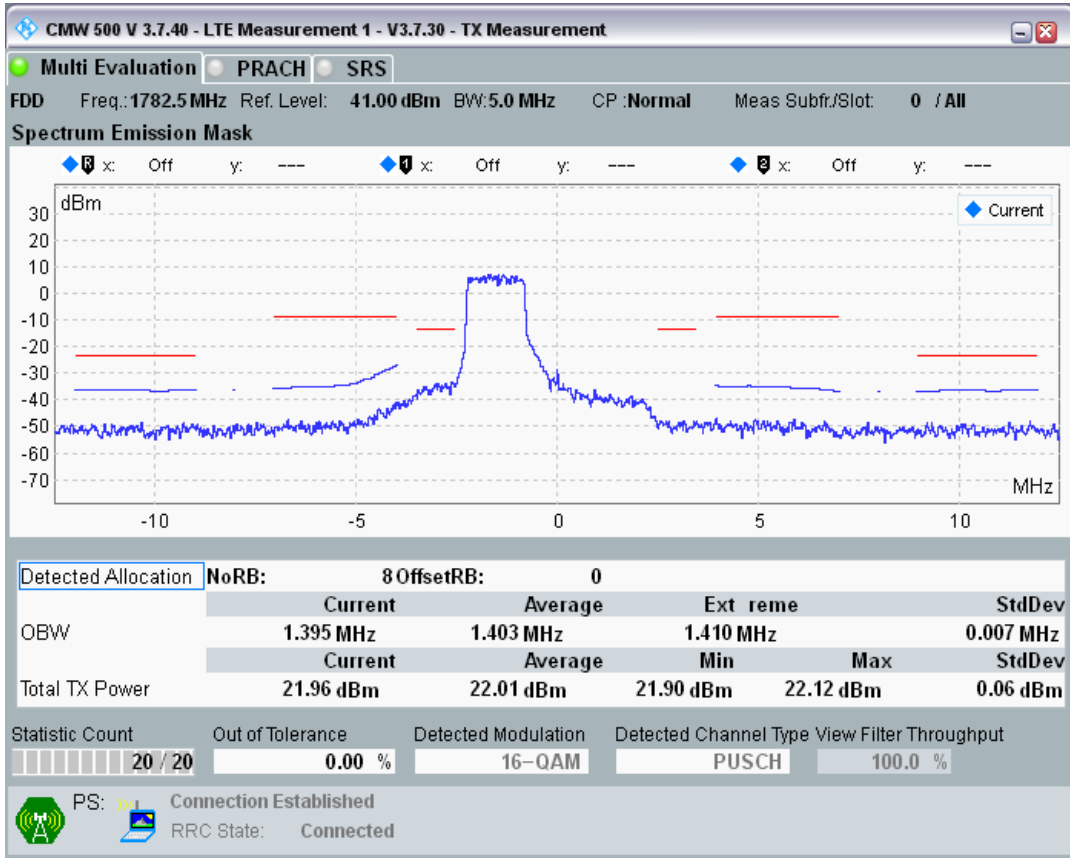 CMW 500 V 3.7.40 - LTE Measurement 1 - V3.7.30 - TX Measurement
Multi Evaluation PRACH SRS
FDD Freq.:1782.5 MHz Ref. Level: 41.00 dBm BW:5.0 MHz CP :Normal Meas Subfr./Slot: 0 / All
Spectrum Emission Mask
R x: Off y: --- 1 x: Off y: --- 2 x: Off y: ---
dBm
Current
30
20
10
0
-10
-20
-30
-40
-50
-60
-70
MHz
-10 -5 0 5 10
Detected Allocation NoRB: 8 OffsetRB: 0
Current Average Ext reme StdDev
OBW 1.395 MHz 1.403 MHz 1.410 MHz 0.007 MHz
Current Average Min Max StdDev
Total TX Power 21.96 dBm 22.01 dBm 21.90 dBm 22.12 dBm 0.06 dBm
Statistic Count Out of Tolerance Detected Modulation Detected Channel Type View Filter Throughput
20 / 20 0.00 % 16-QAM PUSCH 100.0 %
PS: Connection Established
RRC State: Connected